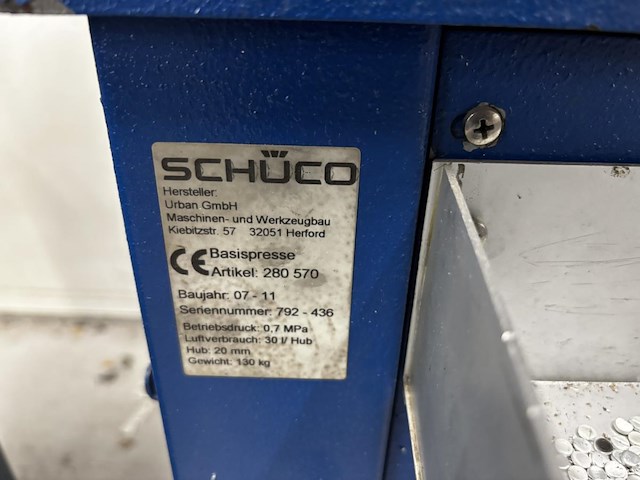 SCHÜCO
Hersteller:
Urban GmbH
Maschinen- und Werkzeugbau
Kiebitzstr. 57 32051 Herford
CE Basispresse
Artikel: 280 570
Baujahr: 07 - 11
Seriennummer: 792 - 436
Betriebsdruck: 0,7 MPa
Luftverbrauch: 30 l/ Hub
Hub: 20 mm
Gewicht: 130 kg